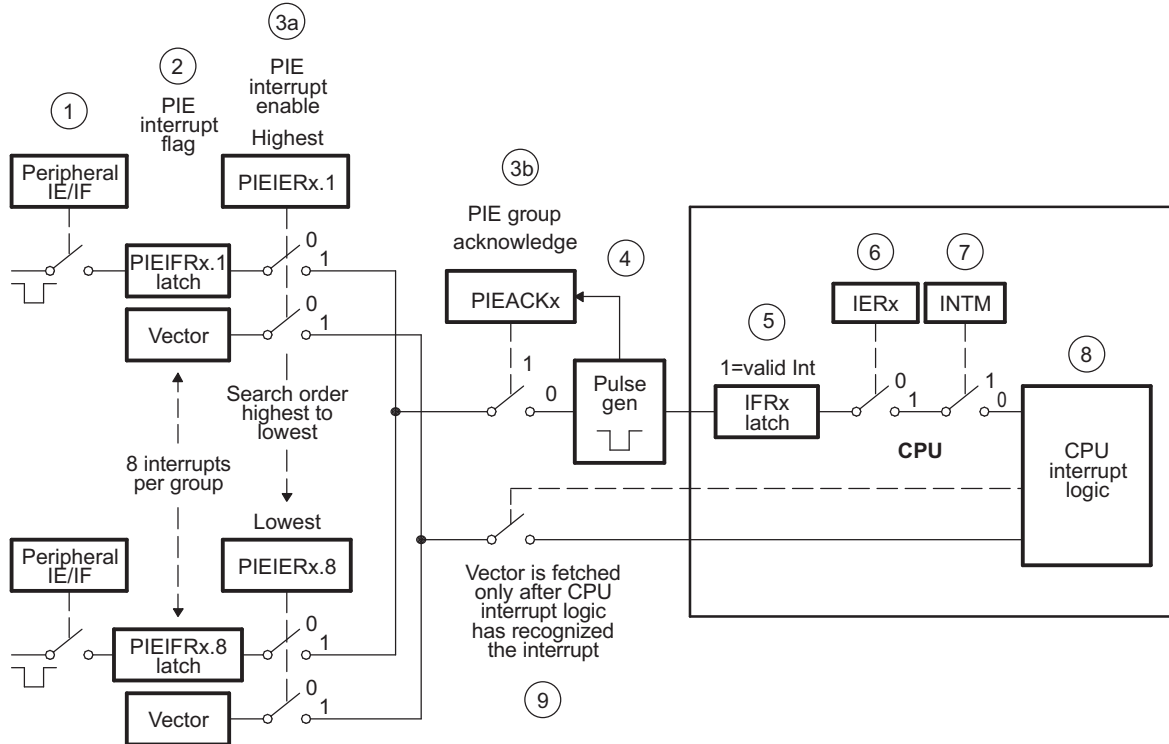 1
2
PIE
interrupt
flag
3a
PIE
interrupt
enable
Highest
Peripheral
IE/IF
PIEIERx.1
PIEIFRx.1
latch
0
1
Vector
0
1
Search order
highest to
lowest
8 interrupts
per group
Lowest
Peripheral
IE/IF
PIEIERx.8
PIEIFRx.8
latch
0
1
Vector
0
1
3b
PIE group
acknowledge
PIEACKx
1
0
4
Pulse
gen
5
1=valid Int
IFRx
latch
6
IERx
0
1
7
INTM
1
0
CPU
8
CPU
interrupt
logic
Vector is fetched
only after CPU
interrupt logic
has recognized
the interrupt
9